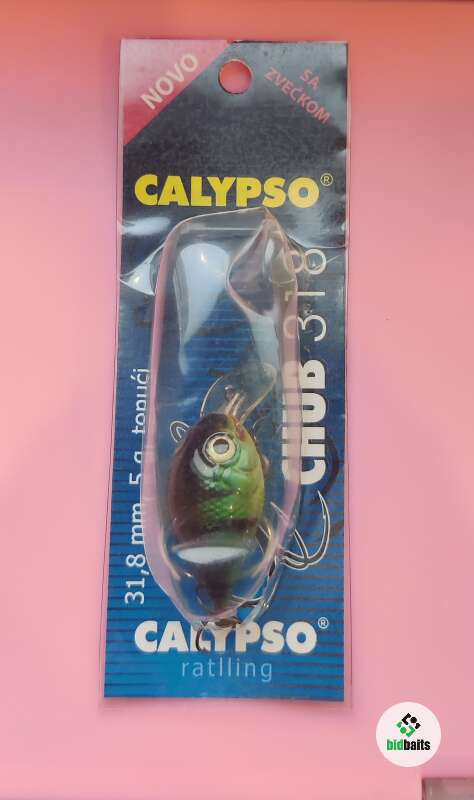 NOVO
SA
ZVEČKOM
CALYPSO®
CHUB 318
31,8 mm, 5 g, tonući
CALYPSO®
ratlling
bidbaits